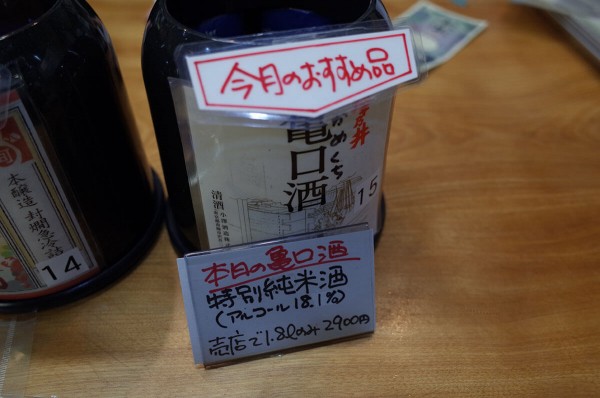 今月のおすすめ品
かめくち
亀口酒
清酒
15
本醸造
14
本日の亀口酒
特別純米酒
(アルコール18.1%)
売店で1.8Lのみ2900円